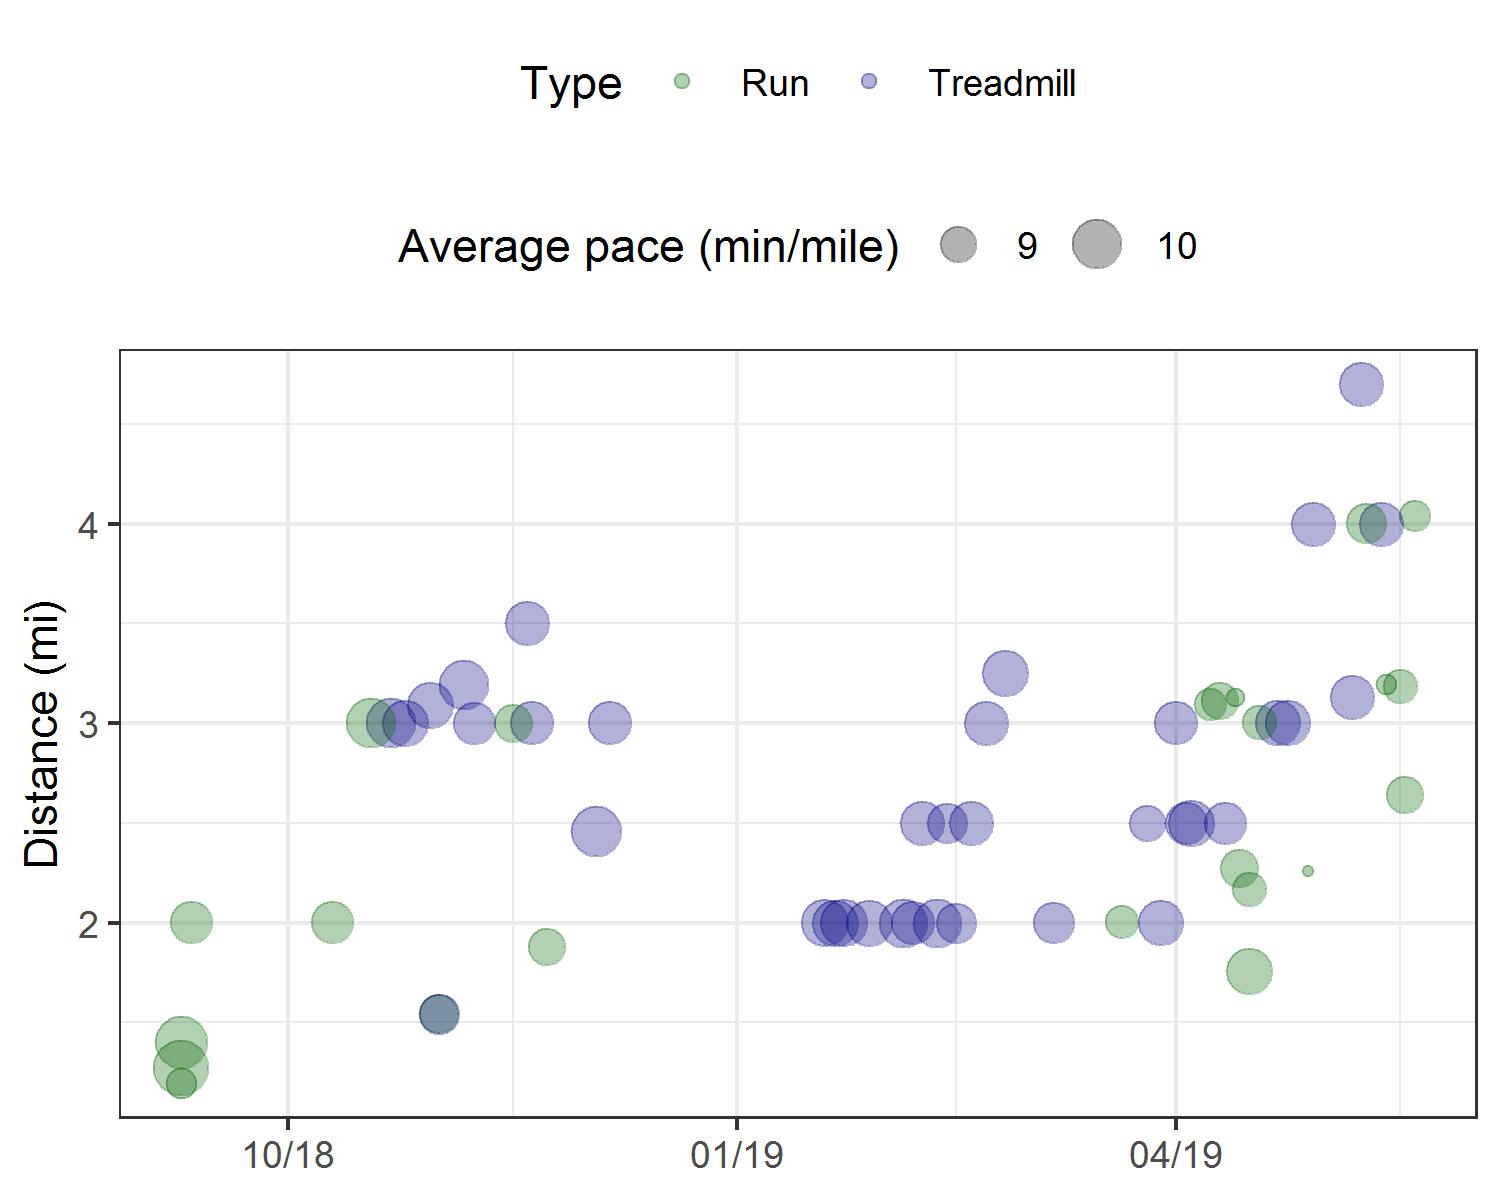 Type Run Treadmill
Average pace (min/mile) 9 10
Distance (mi)
4
3
2
10/18 01/19 04/19